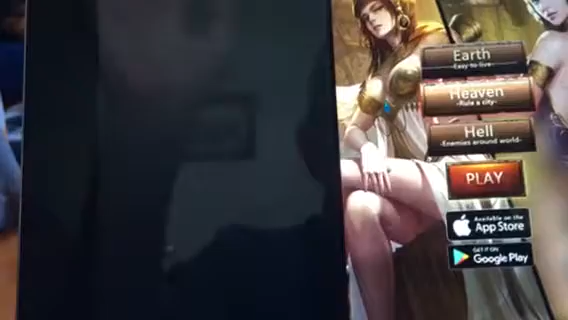 Earth
-Easy to live-
Heaven
-Rule a city-
Hell
-Enemies around world-
PLAY
Available on the
App Store
GET IT ON
Google Play